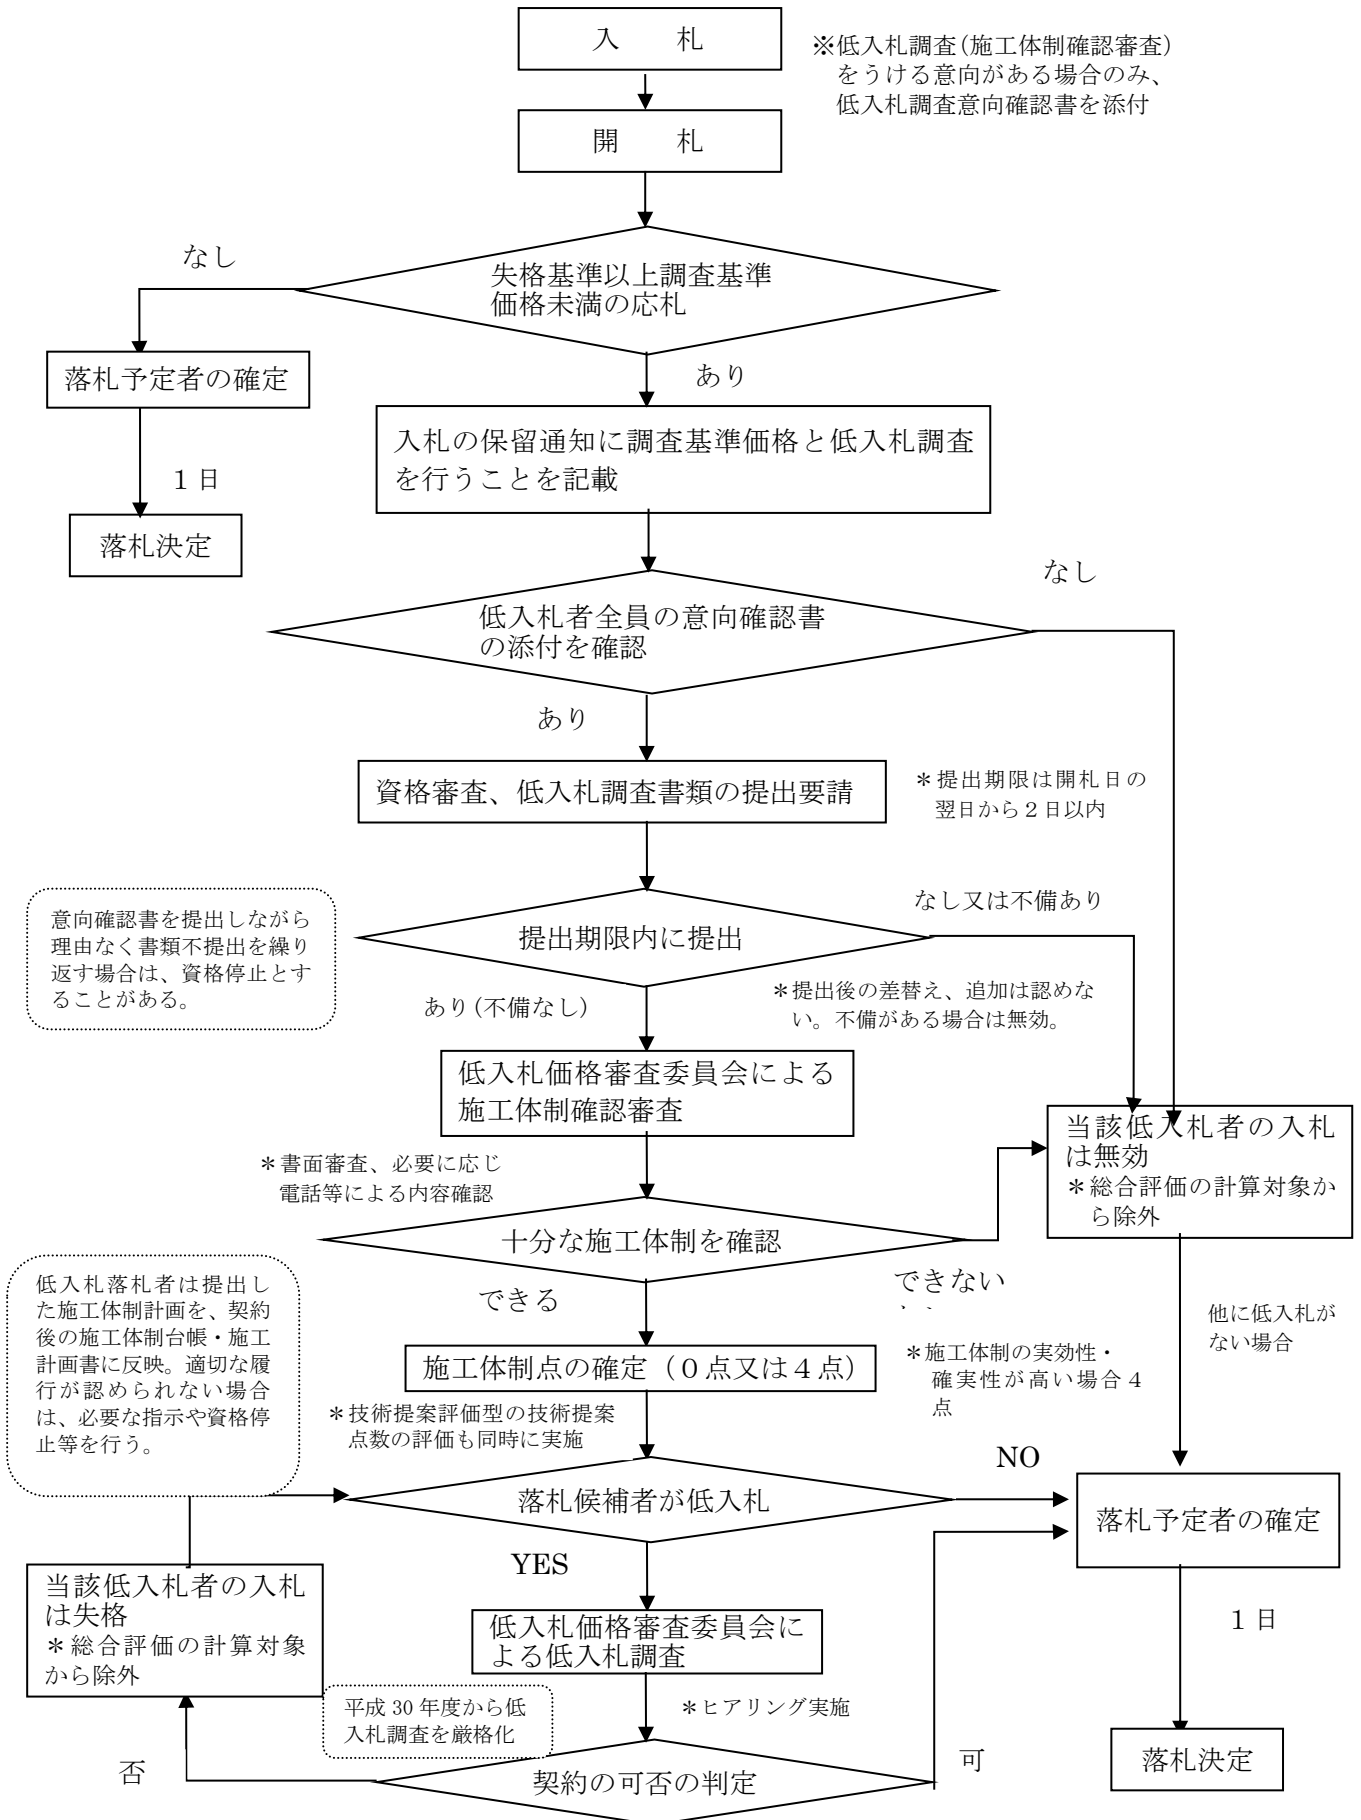 入　　札
※低入札調査(施工体制確認審査)
をうける意向がある場合のみ、
低入札調査意向確認書を添付
開　　札
なし
失格基準以上調査基準
価格未満の応札
落札予定者の確定
あり
入札の保留通知に調査基準価格と低入札調査
を行うことを記載
1 日
落札決定
なし
低入札者全員の意向確認書
の添付を確認
あり
資格審査、低入札調査書類の提出要請
＊提出期限は開札日の
翌日から２日以内
意向確認書を提出しながら
理由なく書類不提出を繰り
返す場合は、資格停止とす
ることがある。
なし又は不備あり
提出期限内に提出
あり(不備なし)
＊提出後の差替え、追加は認めな
い。不備がある場合は無効。
低入札価格審査委員会による
施工体制確認審査
当該低入札者の入札
は無効
＊総合評価の計算対象か
ら除外
＊書面審査、必要に応じ
電話等による内容確認
十分な施工体制を確認
できない
できる
低入札落札者は提出し
た施工体制計画を、契約
後の施工体制台帳・施工
計画書に反映。適切な履
行が認められない場合
は、必要な指示や資格停
止等を行う。
他に低入札が
ない場合
施工体制点の確定（０点又は４点）
＊施工体制の実効性・
確実性が高い場合 4
点
＊技術提案評価型の技術提案
点数の評価も同時に実施
NO
落札候補者が低入札
落札予定者の確定
YES
当該低入札者の入札
は失格
＊総合評価の計算対象
から除外
低入札価格審査委員会に
よる低入札調査
1 日
平成 30 年度から低
入札調査を厳格化
＊ヒアリング実施
否
契約の可否の判定
可
落札決定